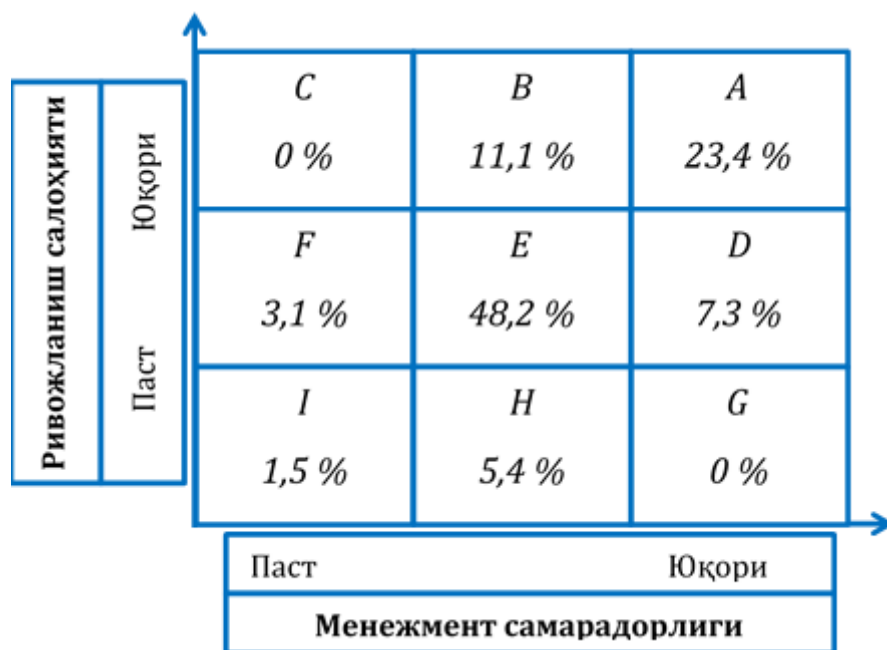 Ривожланиш салоҳияти
Юқори
Паст
C
B
A
0 %
11,1 %
23,4 %
F
E
D
3,1 %
48,2 %
7,3 %
I
H
G
1,5 %
5,4 %
0 %
Паст
Юқори
Менежмент самарадорлиги